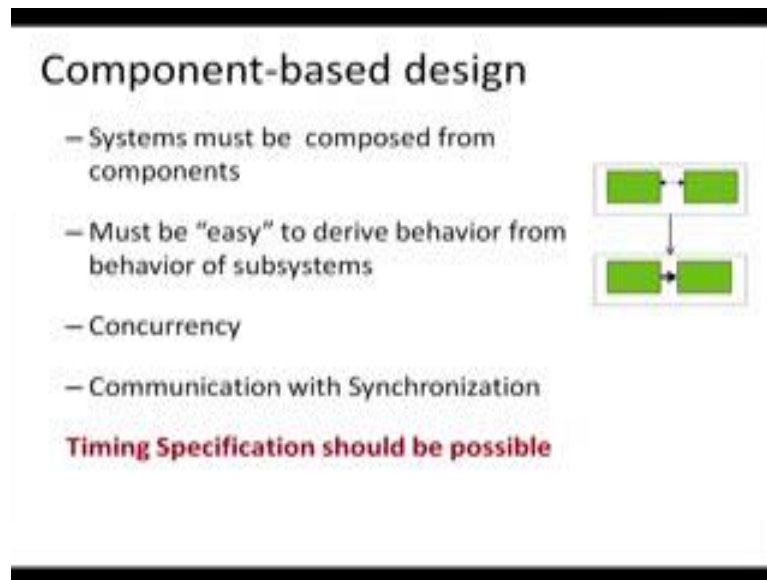 Component-based design
– Systems must be composed from
components
– Must be "easy" to derive behavior from
behavior of subsystems
– Concurrency
– Communication with Synchronization
Timing Specification should be possible